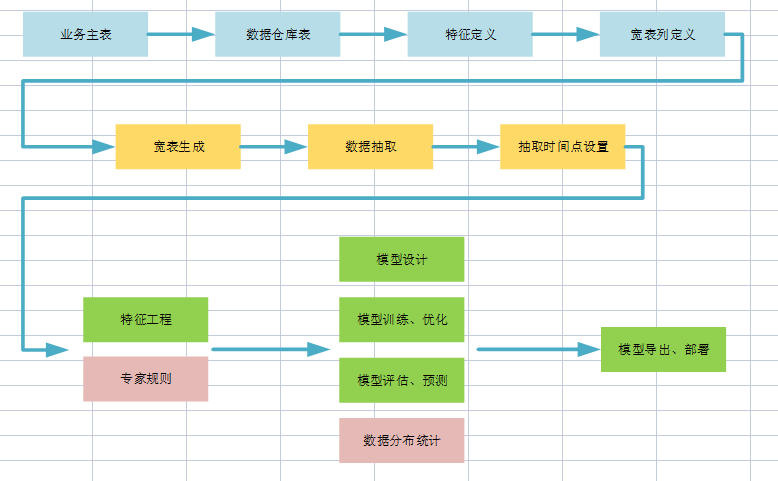 业务主表
数据仓库表
特征定义
宽表列定义
宽表生成
数据抽取
抽取时间点设置
特征工程
专家规则
模型设计
模型训练、优化
模型评估、预测
数据分布统计
模型导出、部署